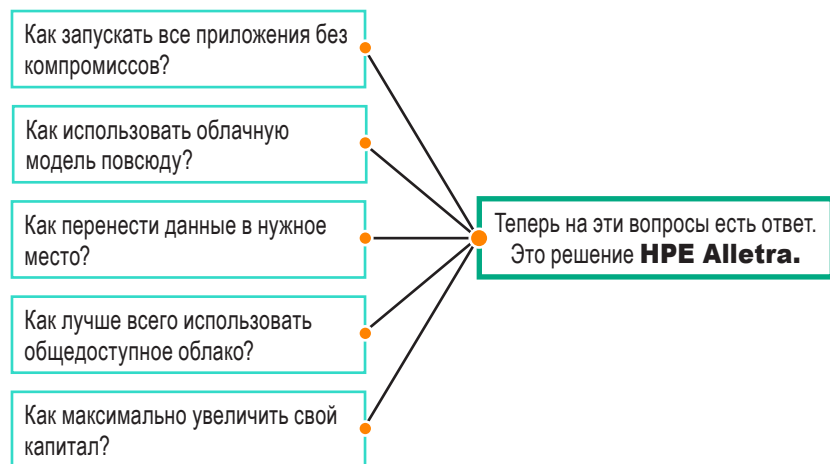 Как запускать все приложения без
компромиссов?
Как использовать облачную
модель повсюду?
Как перенести данные в нужное
место?
Как лучше всего использовать
общедоступное облако?
Как максимально увеличить свой
капитал?
Теперь на эти вопросы есть ответ.
Это решение HPE Alletra.